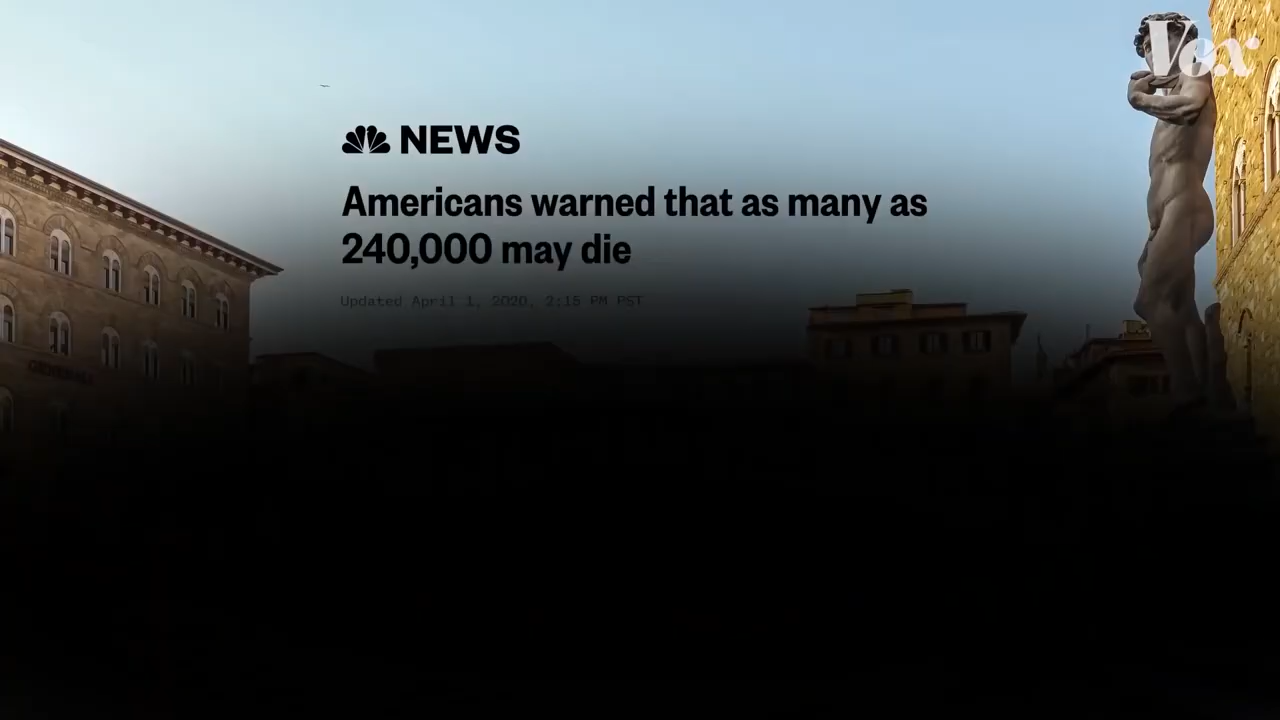 Vox
NEWS
Americans warned that as many as
240,000 may die
Updated April 1, 2020, 2:15 PM PST